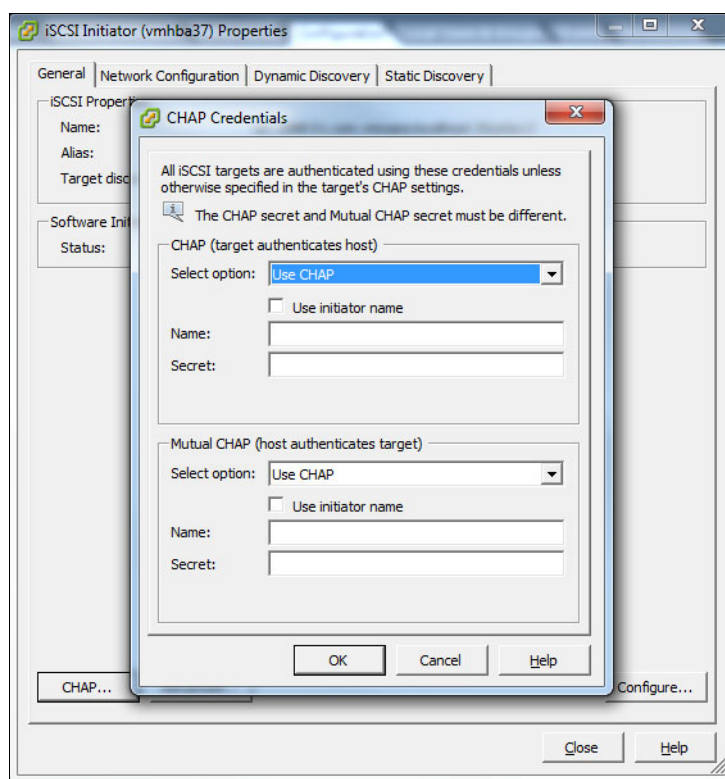 iSCSI Initiator (vmhba37) Properties
General Network Configuration Dynamic Discovery Static Discovery
iSCSI
Name:
Alias:
Target
Software
Status:
CHAP Credentials
All iSCSI targets are authenticated using these credentials unless
otherwise specified in the target's CHAP settings.
The CHAP secret and Mutual CHAP secret must be different.
CHAP (target authenticates host)
Select option: Use CHAP
Use initiator name
Name:
Secret:
Mutual CHAP (host authenticates target)
Select option: Use CHAP
Use initiator name
Name:
Secret:
OK Cancel Help
CHAP... Configure...
Close Help